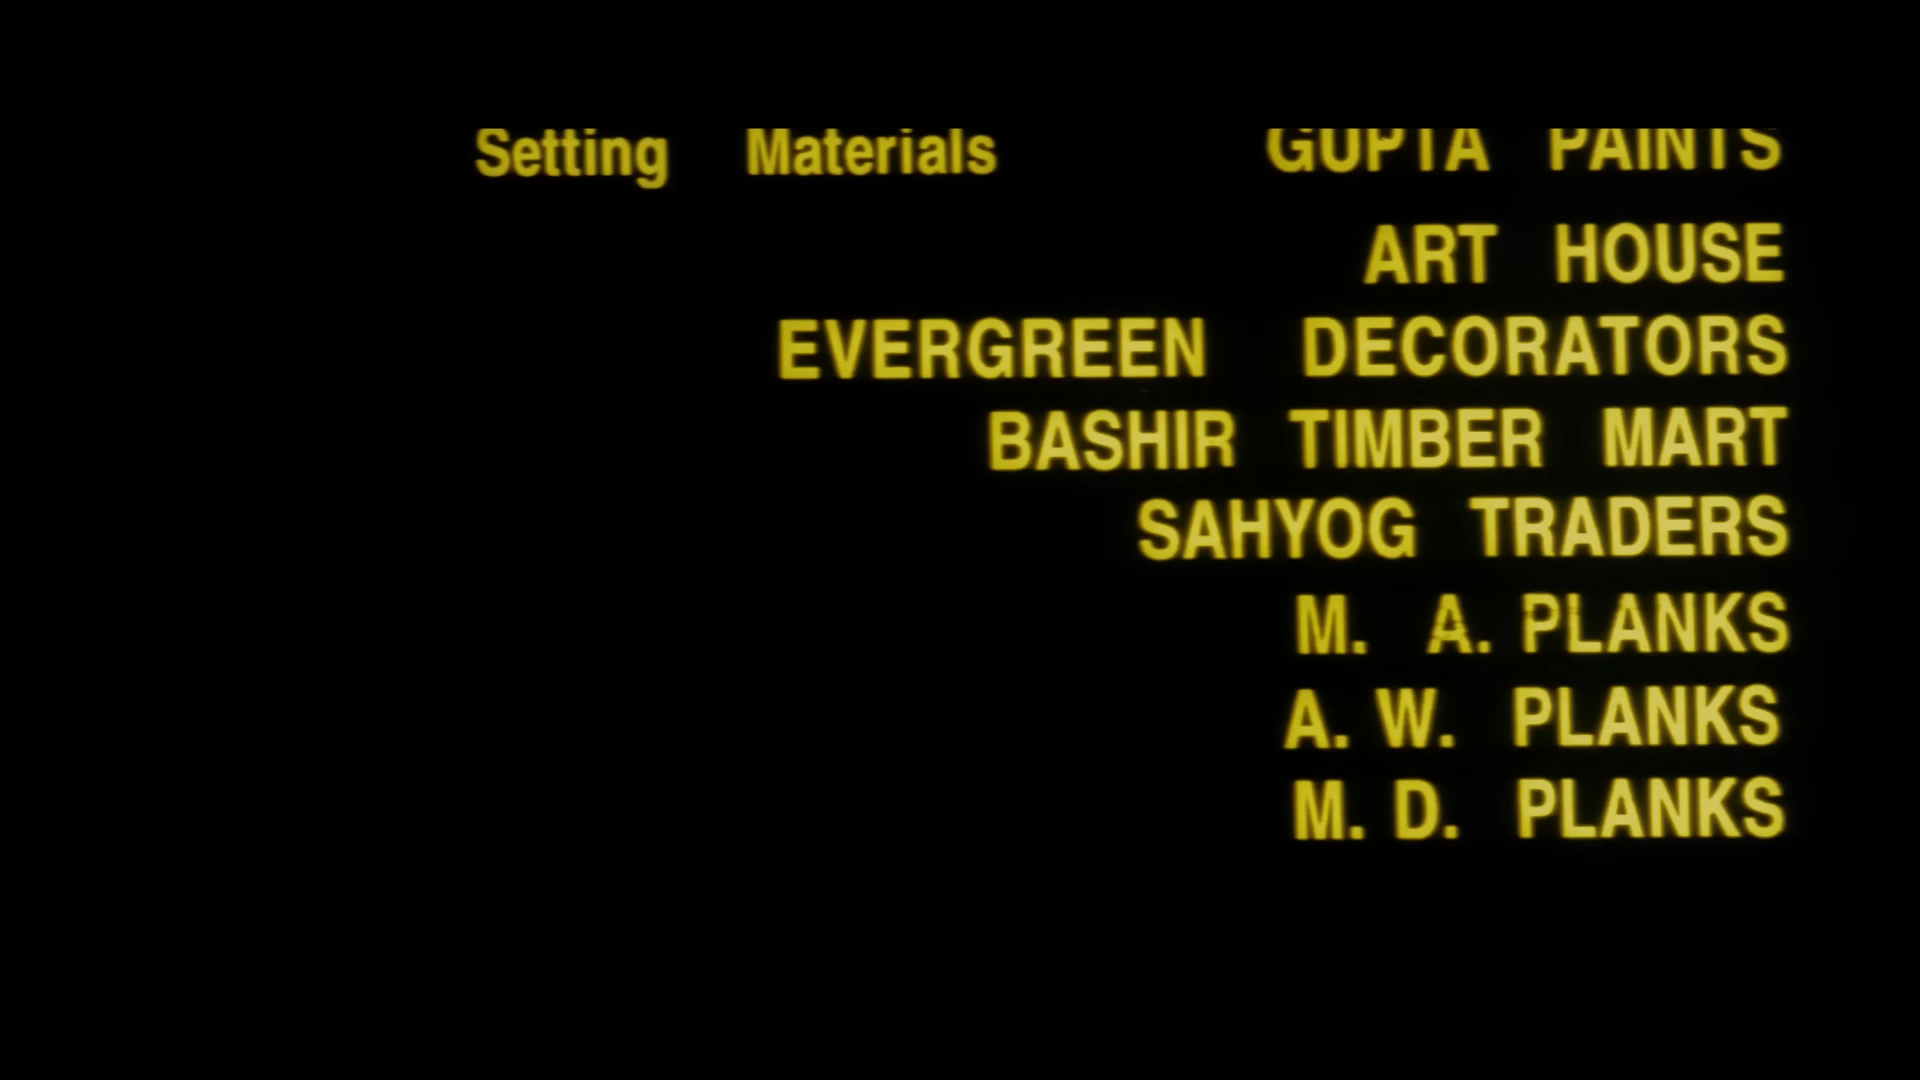 Setting Materials GUPTA PAINTS
ART HOUSE
EVERGREEN DECORATORS
BASHIR TIMBER MART
SAHYOG TRADERS
M. A. PLANKS
A. W. PLANKS
M. D. PLANKS